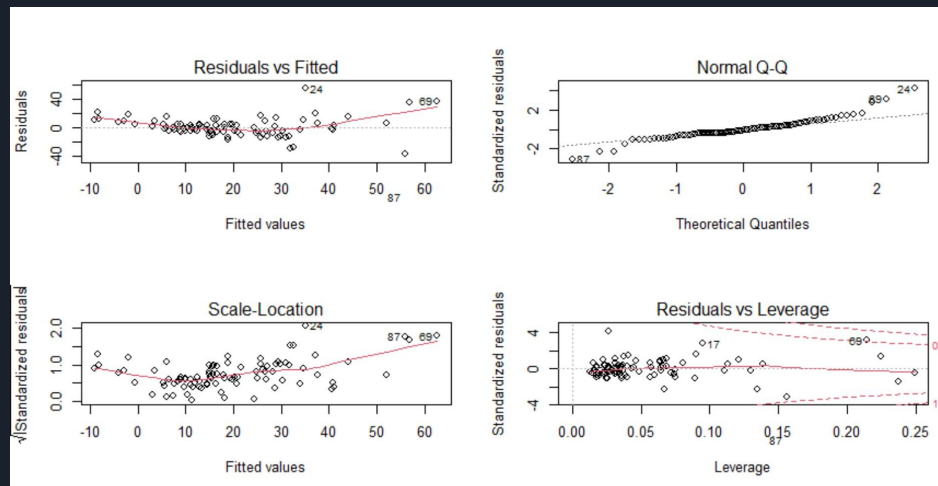 Residuals vs Fitted
Residuals
40
0
-40
24
69
-10 0 10 20 30 40 50 60
87
Fitted values
Normal Q-Q
Standardized residuals
2
-2
24
69
87
-2 -1 0 1 2
Theoretical Quantiles
Scale-Location
√|Standardized residuals|
2.0
1.0
0.0
24
87
69
-10 0 10 20 30 40 50 60
Fitted values
Residuals vs Leverage
Standardized residuals
4
0
-4
17
69
0
1
0.00 0.05 0.10 0.15 0.20 0.25
87
Leverage